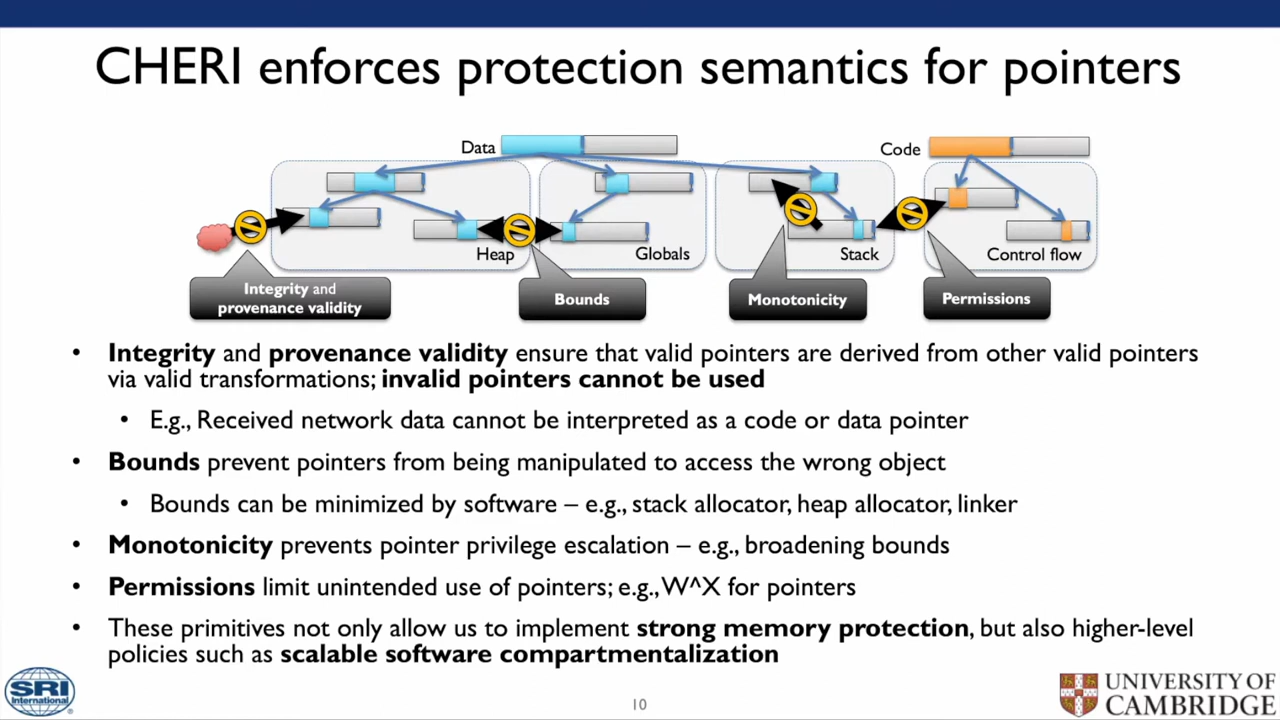 CHERI enforces protection semantics for pointers
Data
Code
Heap
Globals
Stack
Control flow
Integrity and
provenance validity
Bounds
Monotonicity
Permissions
• Integrity and provenance validity ensure that valid pointers are derived from other valid pointers
via valid transformations; invalid pointers cannot be used
• E.g., Received network data cannot be interpreted as a code or data pointer
• Bounds prevent pointers from being manipulated to access the wrong object
• Bounds can be minimized by software – e.g., stack allocator, heap allocator, linker
• Monotonicity prevents pointer privilege escalation – e.g., broadening bounds
• Permissions limit unintended use of pointers; e.g., W^X for pointers
• These primitives not only allow us to implement strong memory protection, but also higher-level
policies such as scalable software compartmentalization
SRI
International®
10
UNIVERSITY OF
CAMBRIDGE